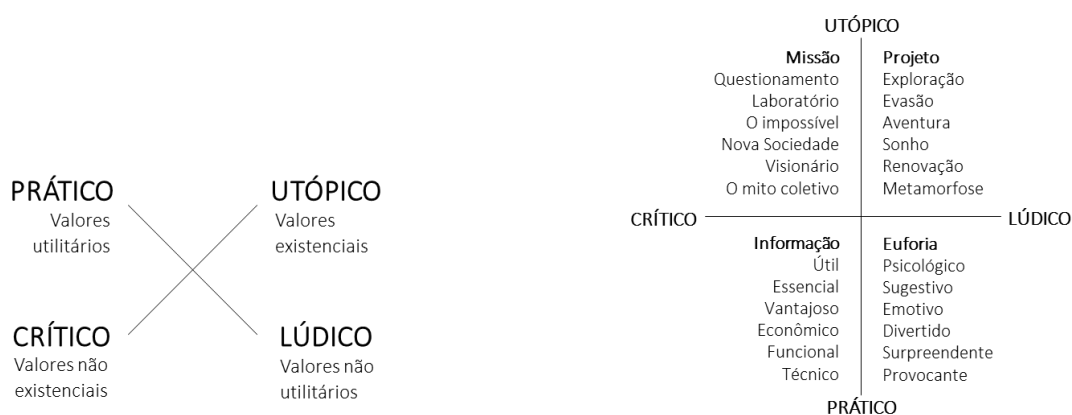 PRÁTICO
Valores
utilitários
UTÓPICO
Valores
existenciais
CRÍTICO
Valores não
existenciais
LÚDICO
Valores não
utilitários
UTÓPICO
Missão
Questionamento
Laboratório
O impossível
Nova Sociedade
Visionário
O mito coletivo
Projeto
Exploração
Evasão
Aventura
Sonho
Renovação
Metamorfose
CRÍTICO
LÚDICO
Informação
Útil
Essencial
Vantajoso
Econômico
Funcional
Técnico
Euforia
Psicológico
Sugestivo
Emotivo
Divertido
Surpreendente
Provocante
PRÁTICO